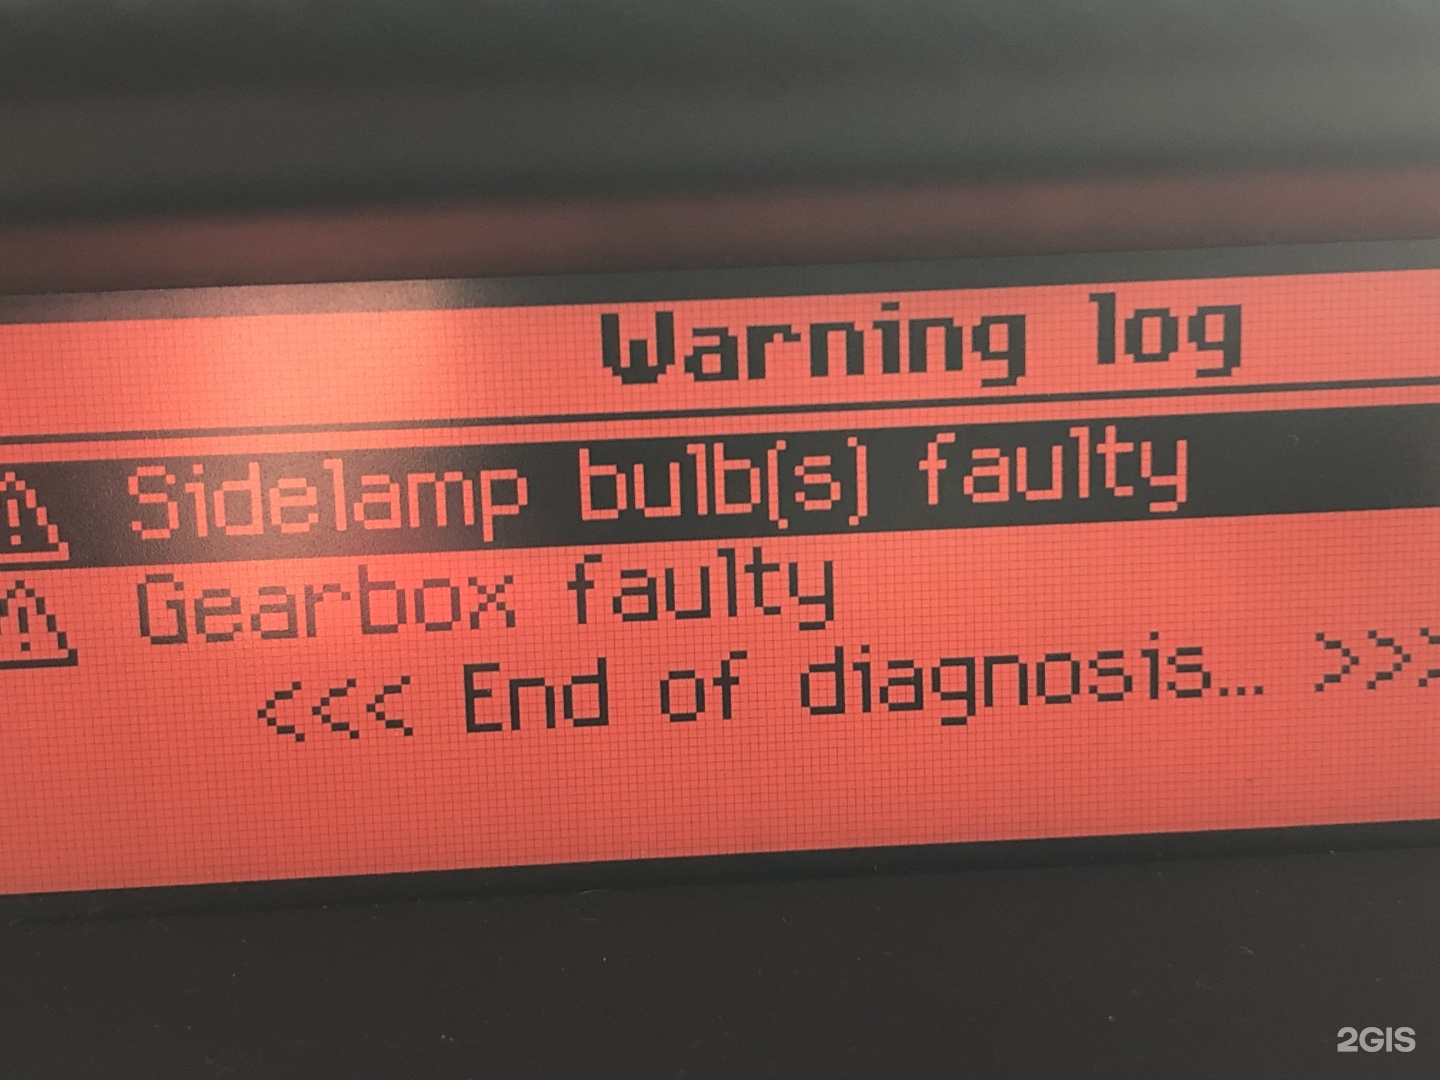 Warning log
Sidelamp bulb(s) faulty
Gearbox faulty
<<< End of diagnosis... >>>
2GIS